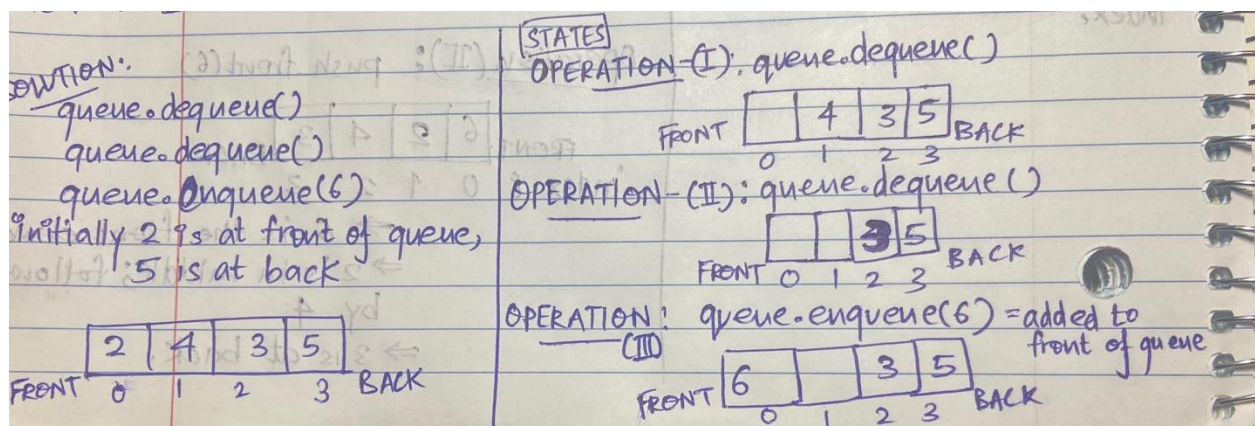 SOLUTION:
queue.dequeue()
queue.dequeue()
queue.enqueue(6)
initially 2 is at front of queue,
5 is at back
2 4 3 5
FRONT 0 1 2 3 BACK
STATES
OPERATION-(I): queue.dequeue()
4 3 5
FRONT BACK
0 1 2 3
OPERATION-(II): queue.dequeue()
3 5
FRONT 0 1 2 3 BACK
OPERATION: queue.enqueue(6) = added to
(III) front of queue
6 3 5
FRONT BACK
0 1 2 3